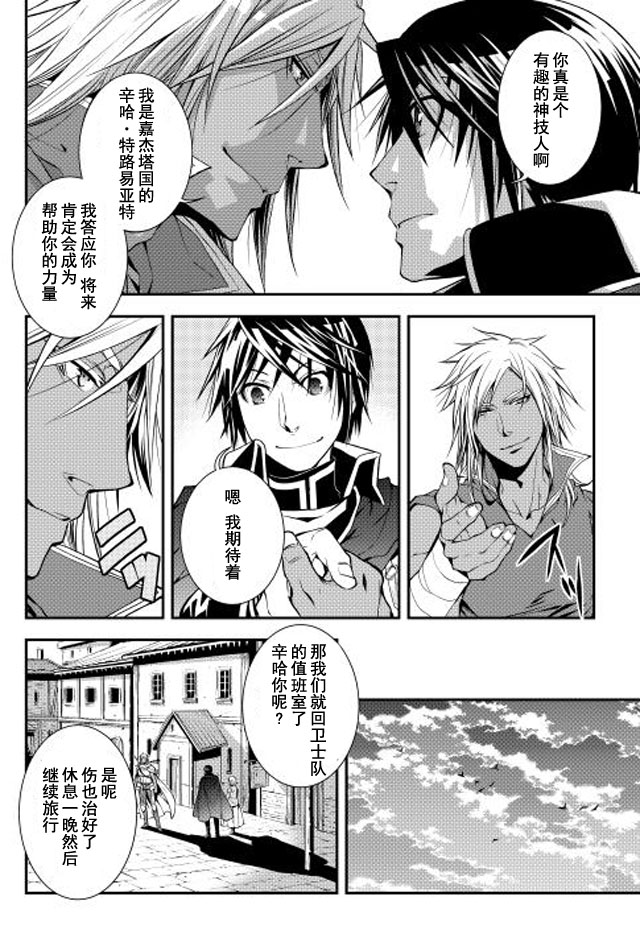 你真是个
有趣的神技人啊
我是嘉杰塔国的
辛哈·特路易亚特
我答应你 将来
肯定会成为
帮助你的力量
嗯 我期待着
ミッ
那我们就回卫士队
的值班室了
辛哈你呢？
是呢
伤也治好了
休息一晚然后
继续旅行